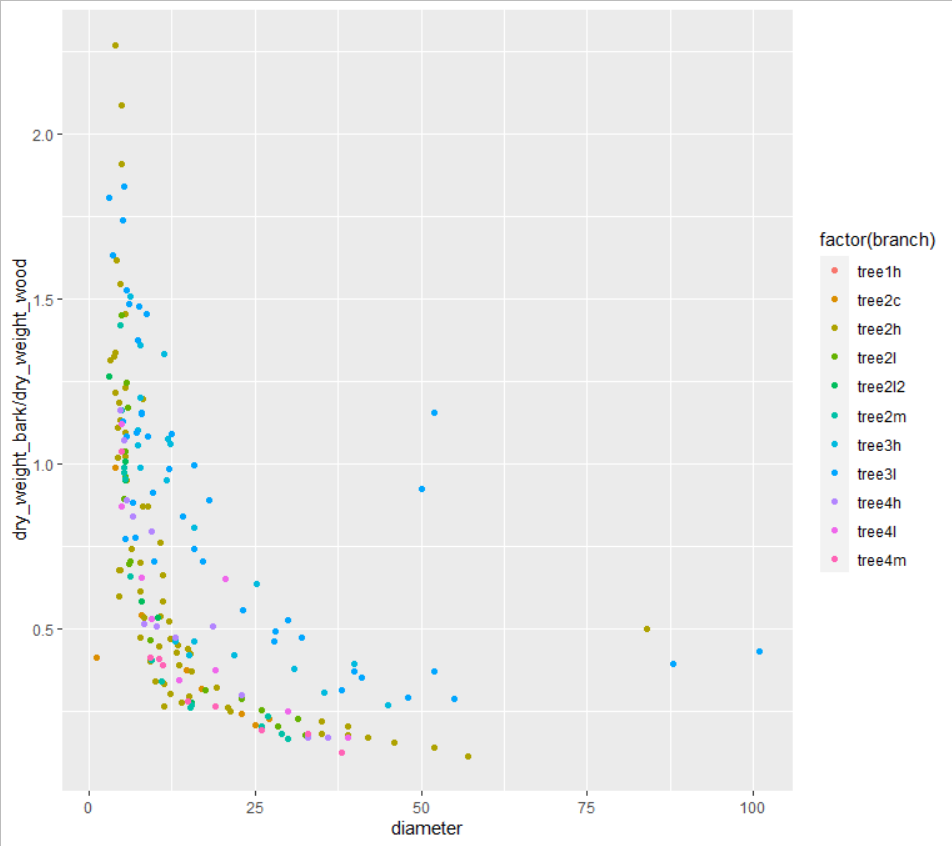 2.0
1.5
1.0
0.5
dry_weight_bark/dry_weight_wood
0 25 50 75 100
diameter
factor(branch)
tree1h
tree2c
tree2h
tree2l
tree2l2
tree2m
tree3h
tree3l
tree4h
tree4l
tree4m